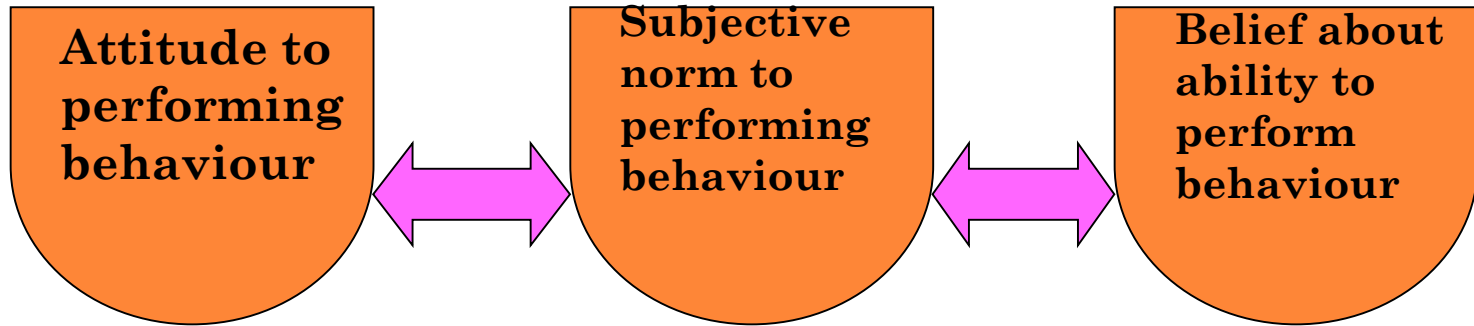 Attitude to
performing
behaviour
Subjective
norm to
performing
behaviour
Belief about
ability to
perform
behaviour